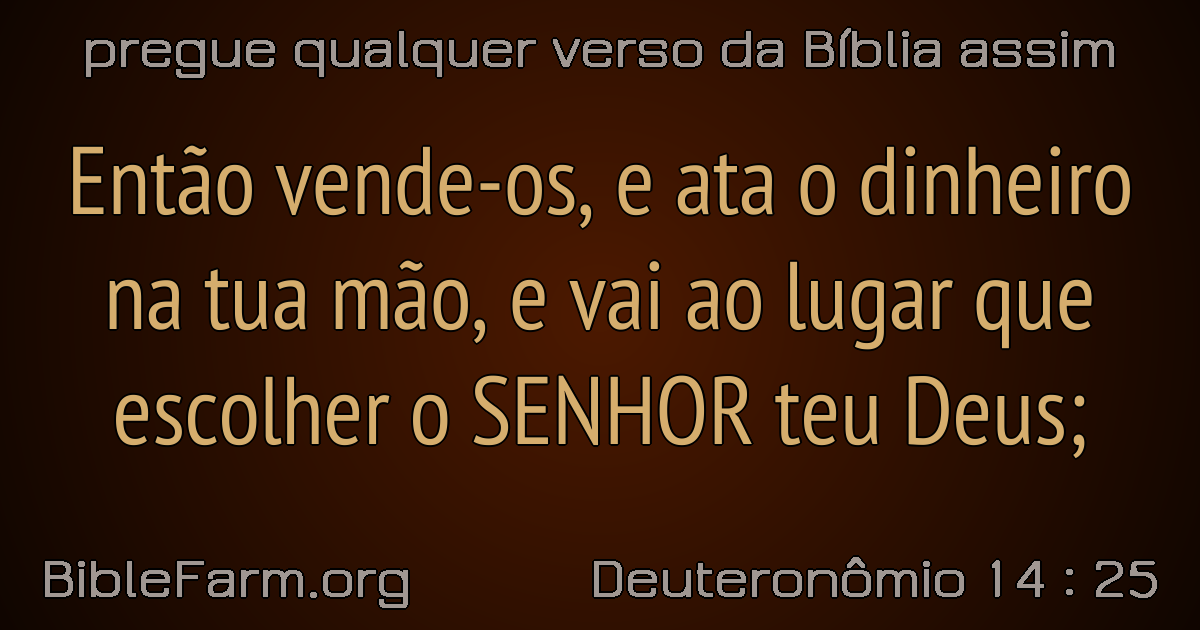 pregue qualquer verso da Bíblia assim
Então vende-os, e ata o dinheiro
na tua mão, e vai ao lugar que
escolher o SENHOR teu Deus;
BibleFarm.org
Deuteronômio 14 : 25